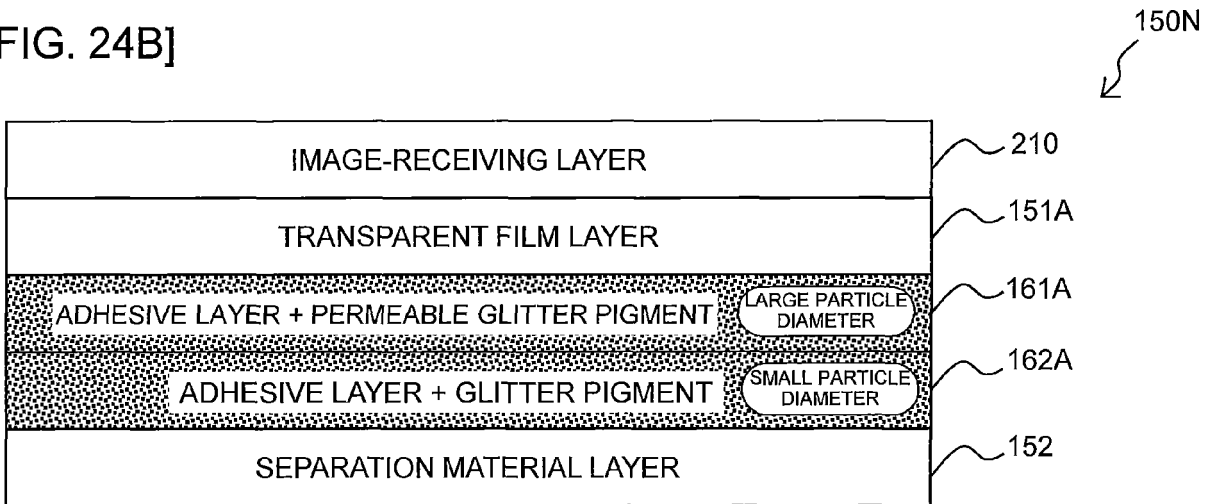 FIG. 24B]
150N
IMAGE-RECEIVING LAYER
210
TRANSPARENT FILM LAYER
151A
ADHESIVE LAYER + PERMEABLE GLITTER PIGMENT
LARGE PARTICLE
DIAMETER
161A
ADHESIVE LAYER + GLITTER PIGMENT
SMALL PARTICLE
DIAMETER
162A
SEPARATION MATERIAL LAYER
152